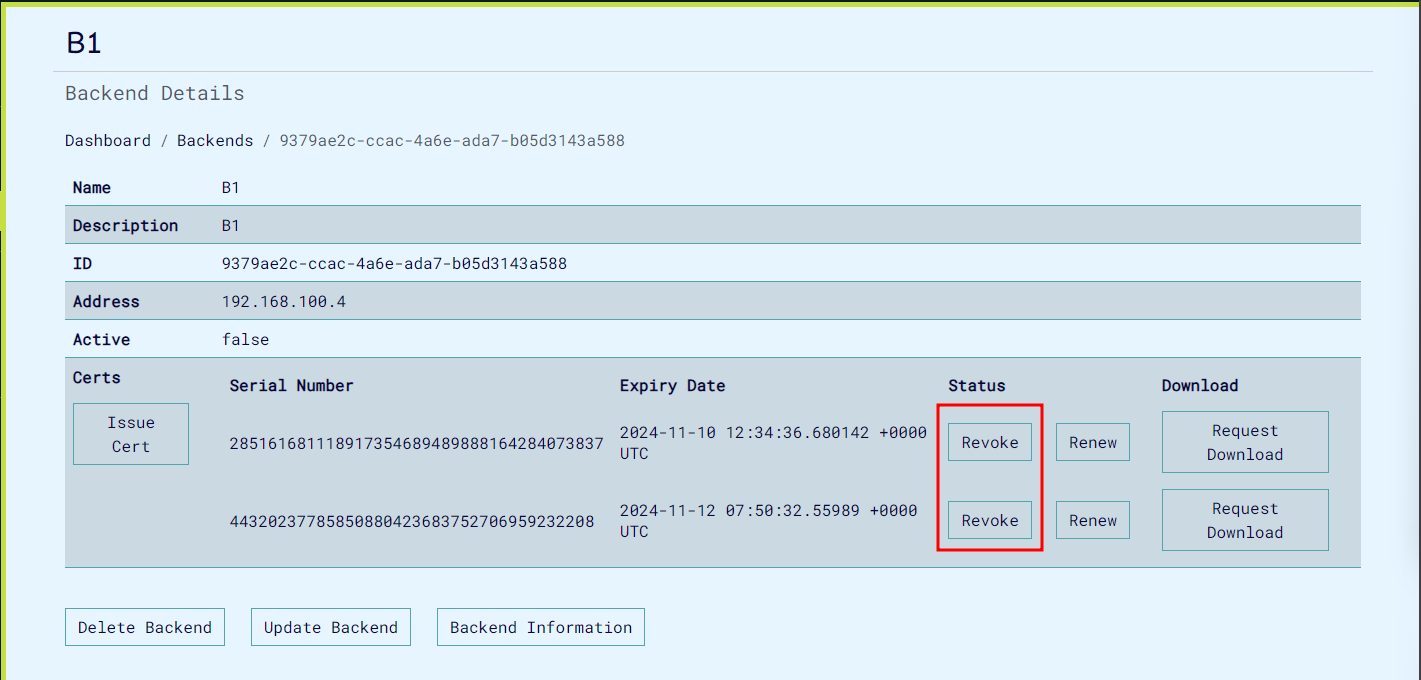 B1
Backend Details
Dashboard / Backends / 9379ae2c-ccac-4a6e-ada7-b05d3143a588
Name B1
Description B1
ID 9379ae2c-ccac-4a6e-ada7-b05d3143a588
Address 192.168.100.4
Active false
Certs Serial Number Expiry Date Status Download
Issue Cert
285161681118917354689489888164284073837 2024-11-10 12:34:36.680142 +0000 UTC Revoke Renew Request Download
44320237785850880423683752706959232208 2024-11-12 07:50:32.55989 +0000 UTC Revoke Renew Request Download
Delete Backend Update Backend Backend Information